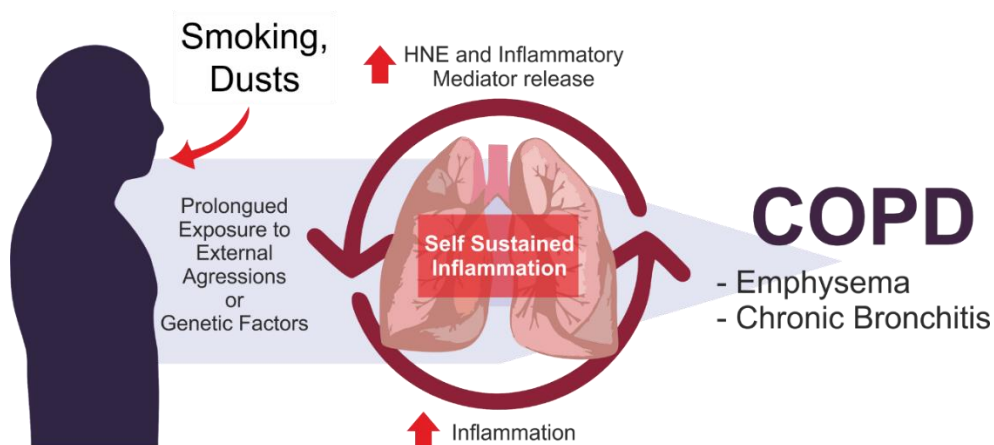 Smoking,
Dusts
HNE and Inflammatory
Mediator release
Prolongued
Exposure to
External
Agressions
or
Genetic Factors
Self Sustained
Inflammation
COPD
- Emphysema
- Chronic Bronchitis
Inflammation